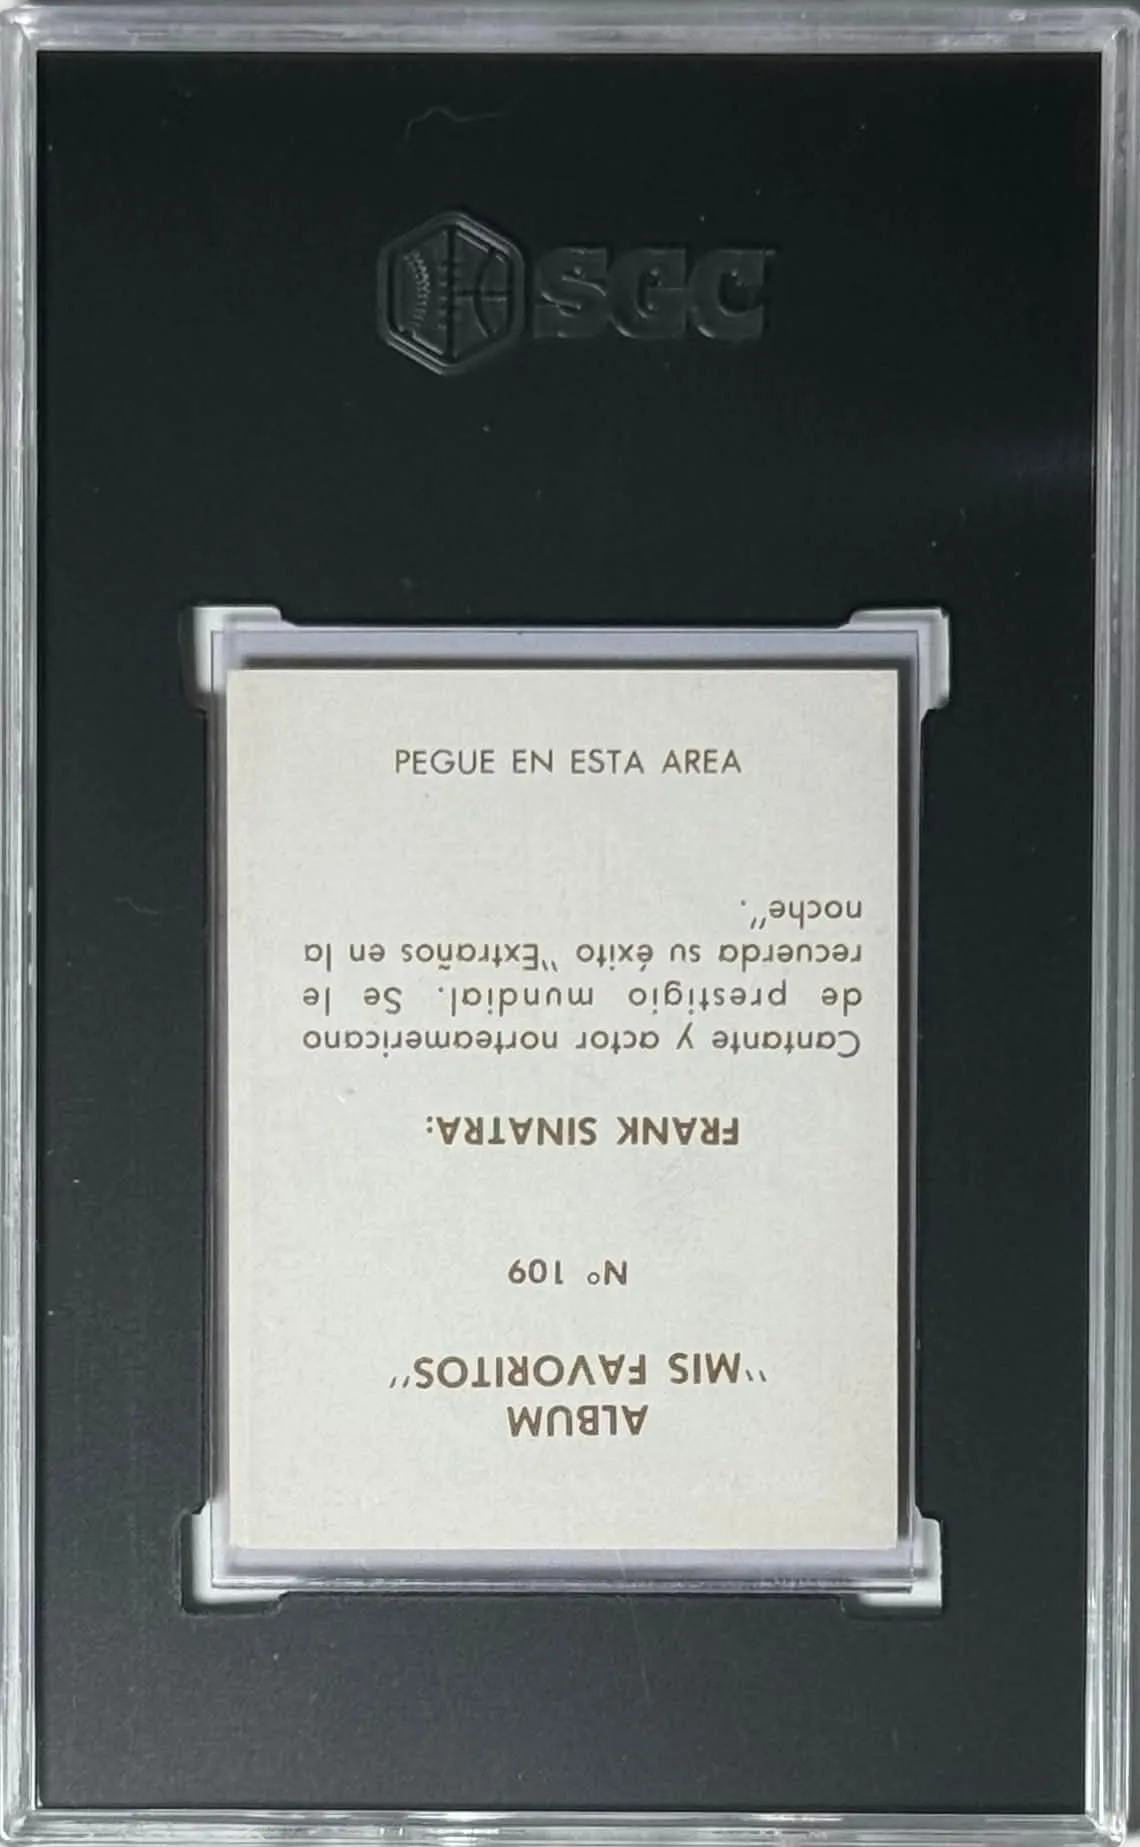 SGC
PEGUE EN ESTA AREA
ALBUM
"MIS FAVORITOS"
Nº 109
FRANK SINATRA:
Cantante y actor norteamericano
de prestigio mundial. Se le
recuerda su éxito "Extraños en la
noche".